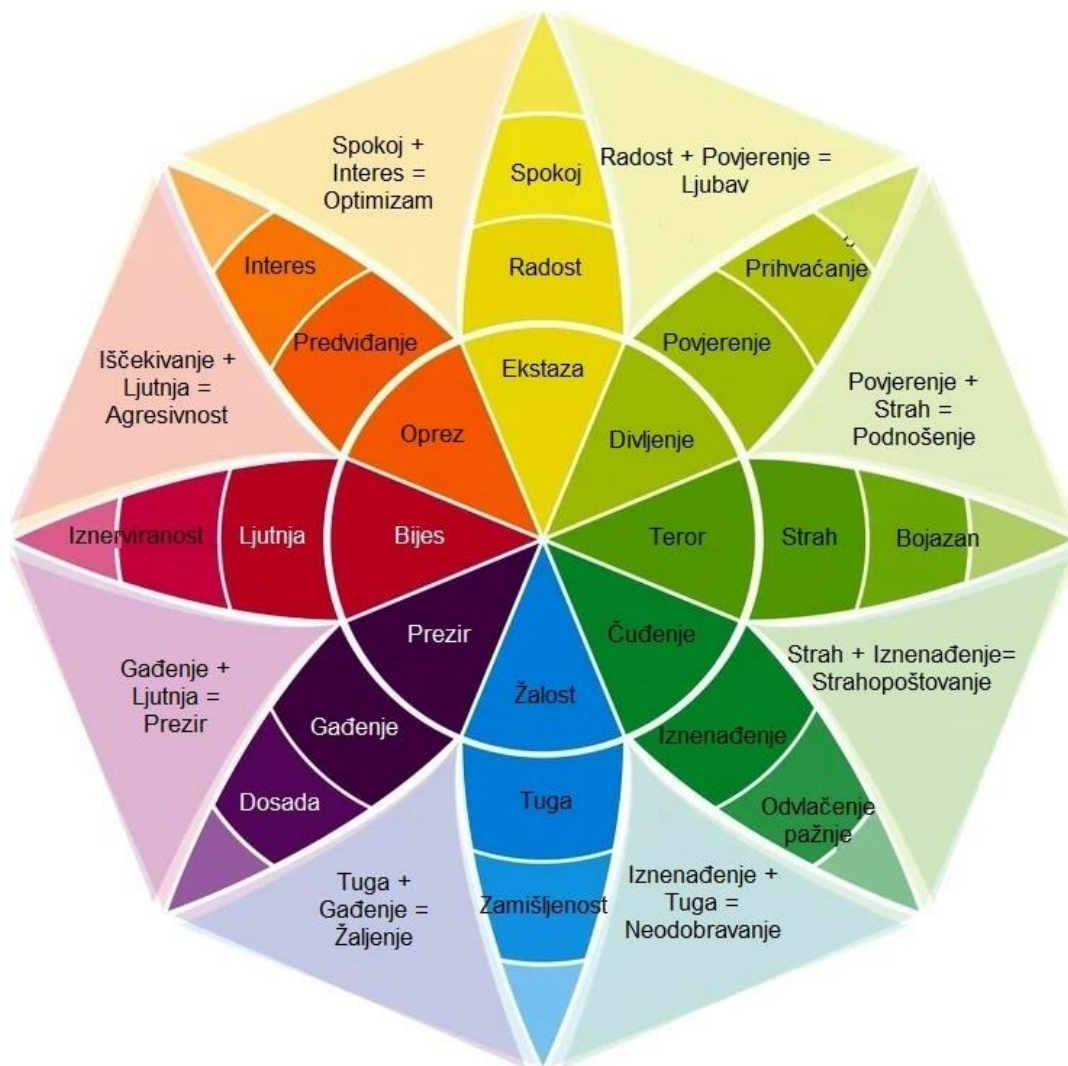 Spokoj +
Interes =
Optimizam
Spokoj
Radost + Povjerenje =
Ljubav
Interes
Radost
Prihvaćanje
Predviđanje
Povjerenje
Iščekivanje +
Ljutnja =
Agresivnost
Ekstaza
Povjerenje +
Strah =
Podnošenje
Oprez
Divljenje
Iznerviranost
Ljutnja
Bijes
Teror
Strah
Bojazan
Prezir
Čuđenje
Gađenje +
Ljutnja =
Prezir
Strah + Iznenađenje=
Strahopoštovanje
Žalost
Gađenje
Iznenađenje
Dosada
Tuga
Odvlačenje
pažnje
Tuga +
Gađenje =
Žaljenje
Zamišljenost
Iznenađenje +
Tuga =
Neodobravanje